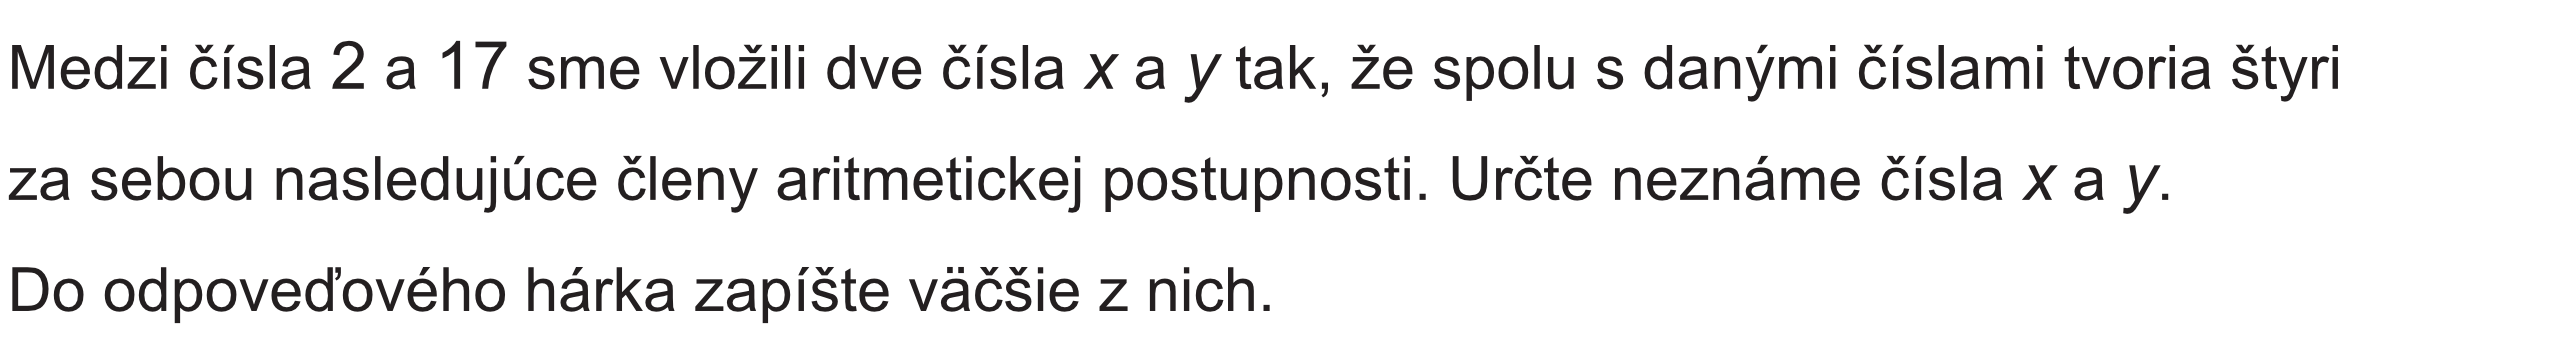 Medzi čísla 2 a 17 sme vložili dve čísla x a y tak, že spolu s danými číslami tvoria štyri
za sebou nasledujúce členy aritmetickej postupnosti. Určte neznáme čísla x a y.
Do odpoveďového hárka zapíšte väčšie z nich.